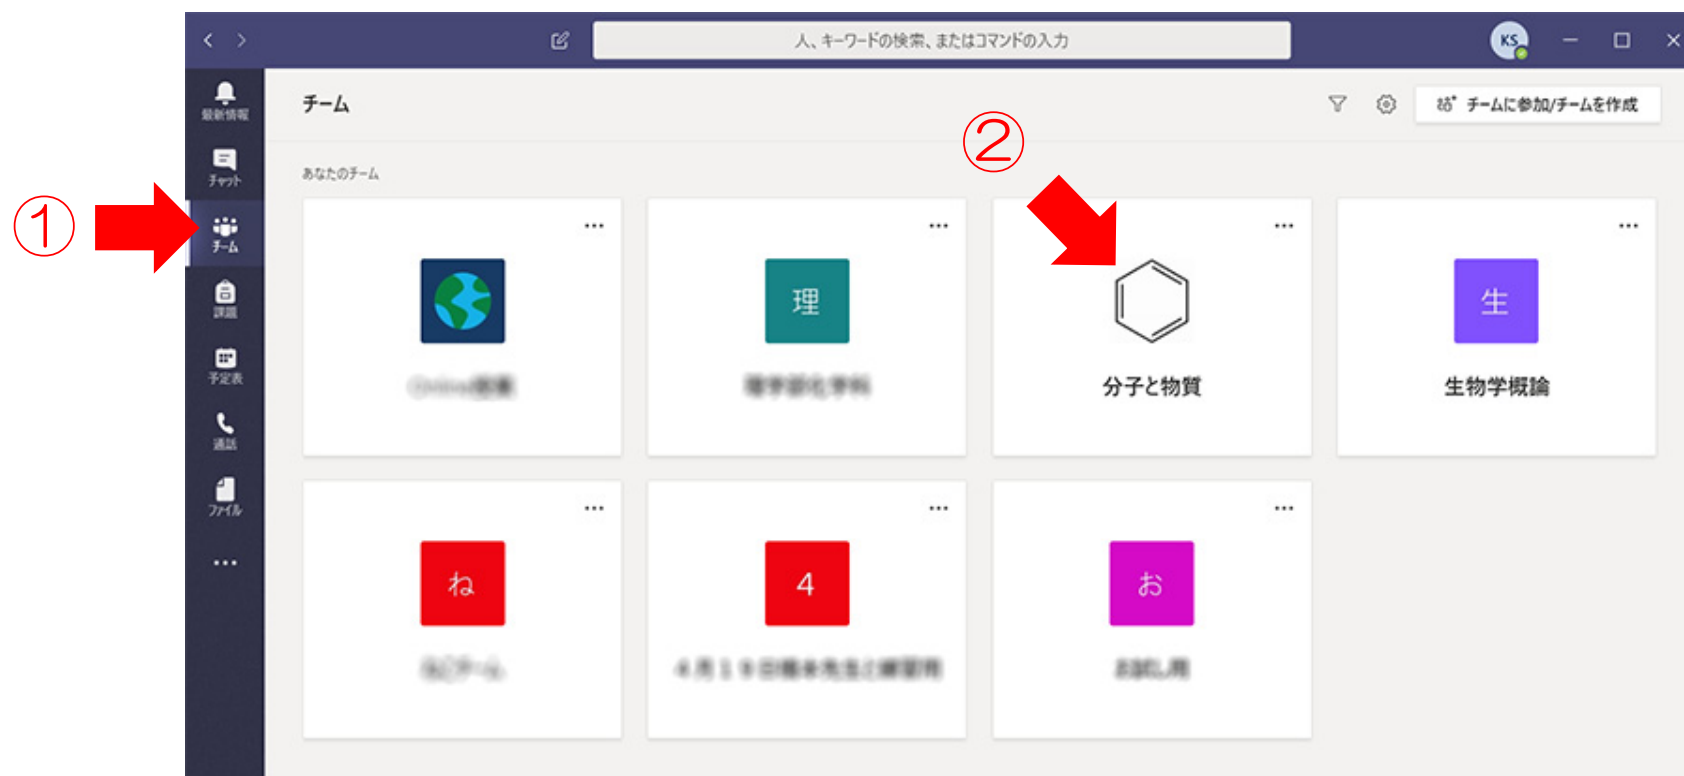 人、キーワードの検索、またはコマンドの入力
KS
最新情報
チーム
チームに参加/チームを作成
②
チャット
あなたのチーム
①
チーム
課題
理
生
予定表
分子と物質
生物学概論
通話
ファイル
ね
4
お